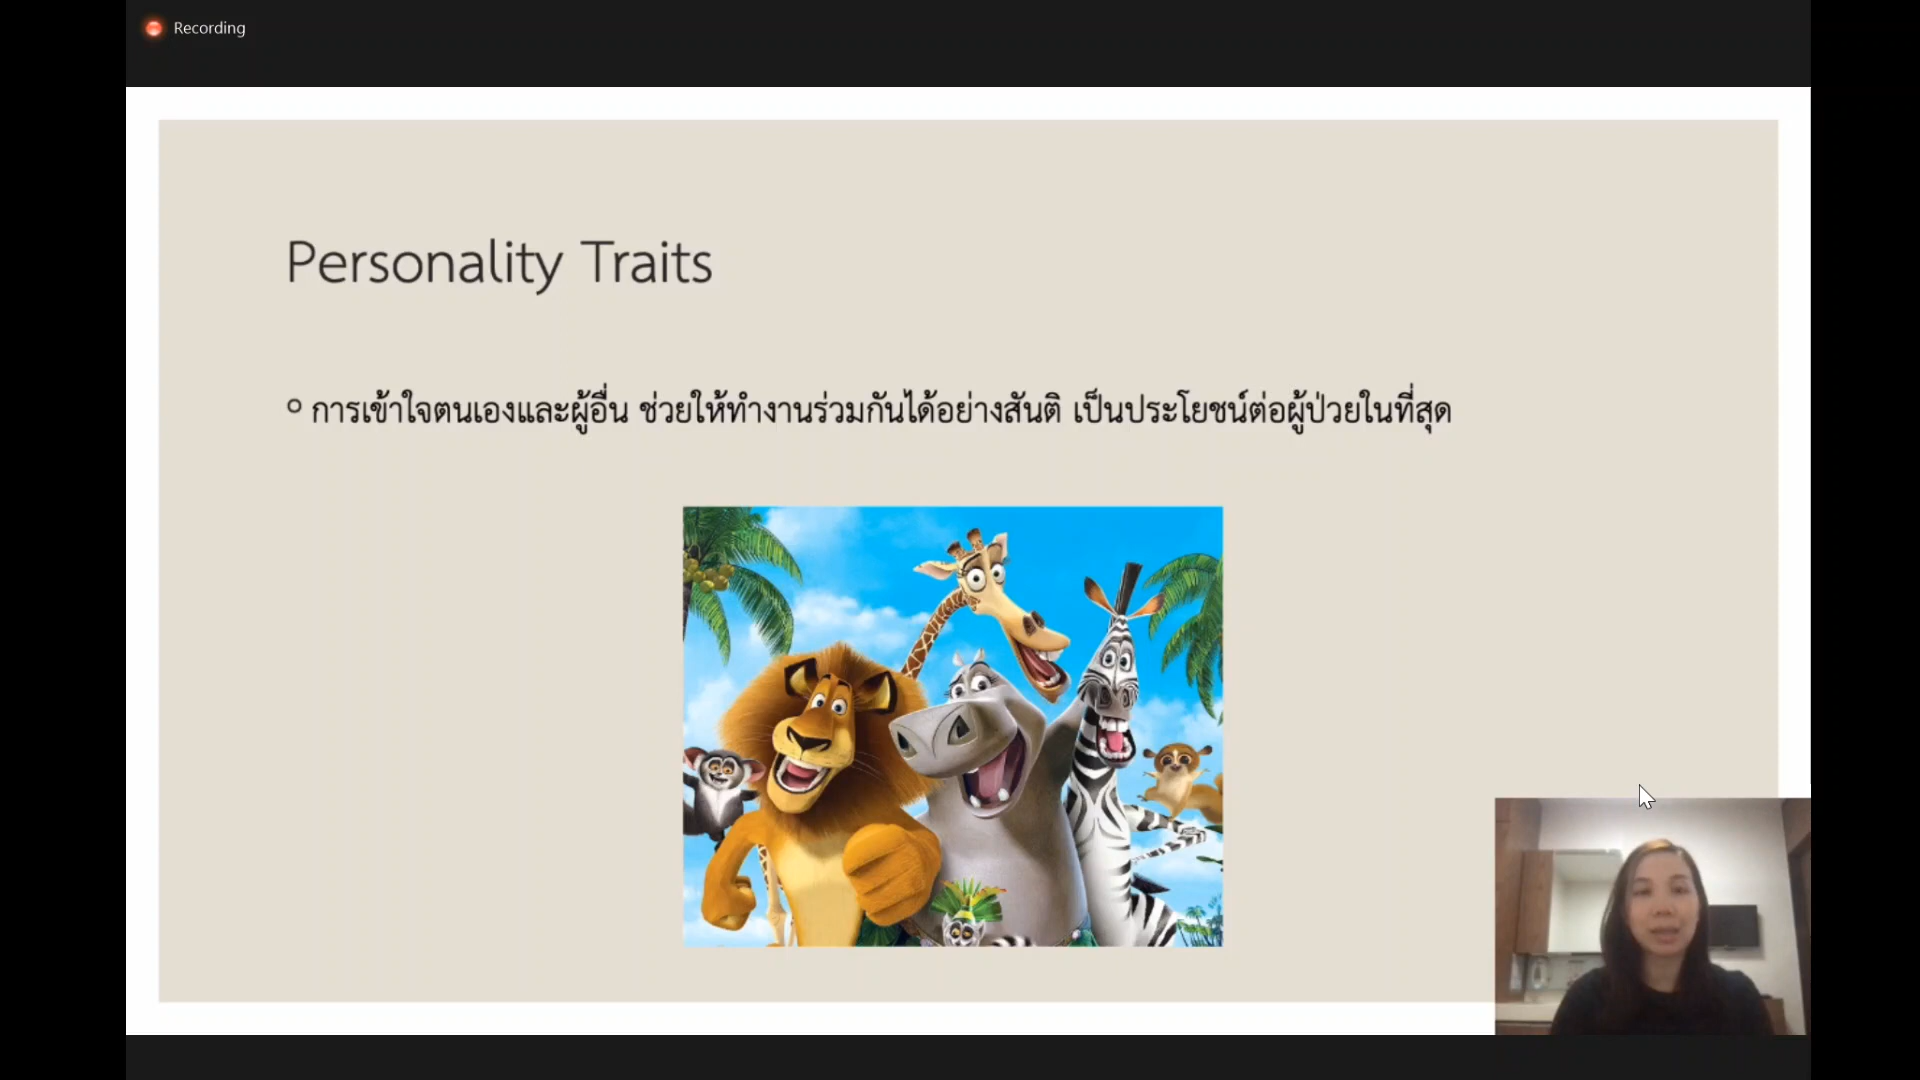 Recording
Personality Traits
การเข้าใจตนเองและผู้อื่น ช่วยให้ทำงานร่วมกันได้อย่างสันติ เป็นประโยชน์ต่อผู้ป่วยในที่สุด